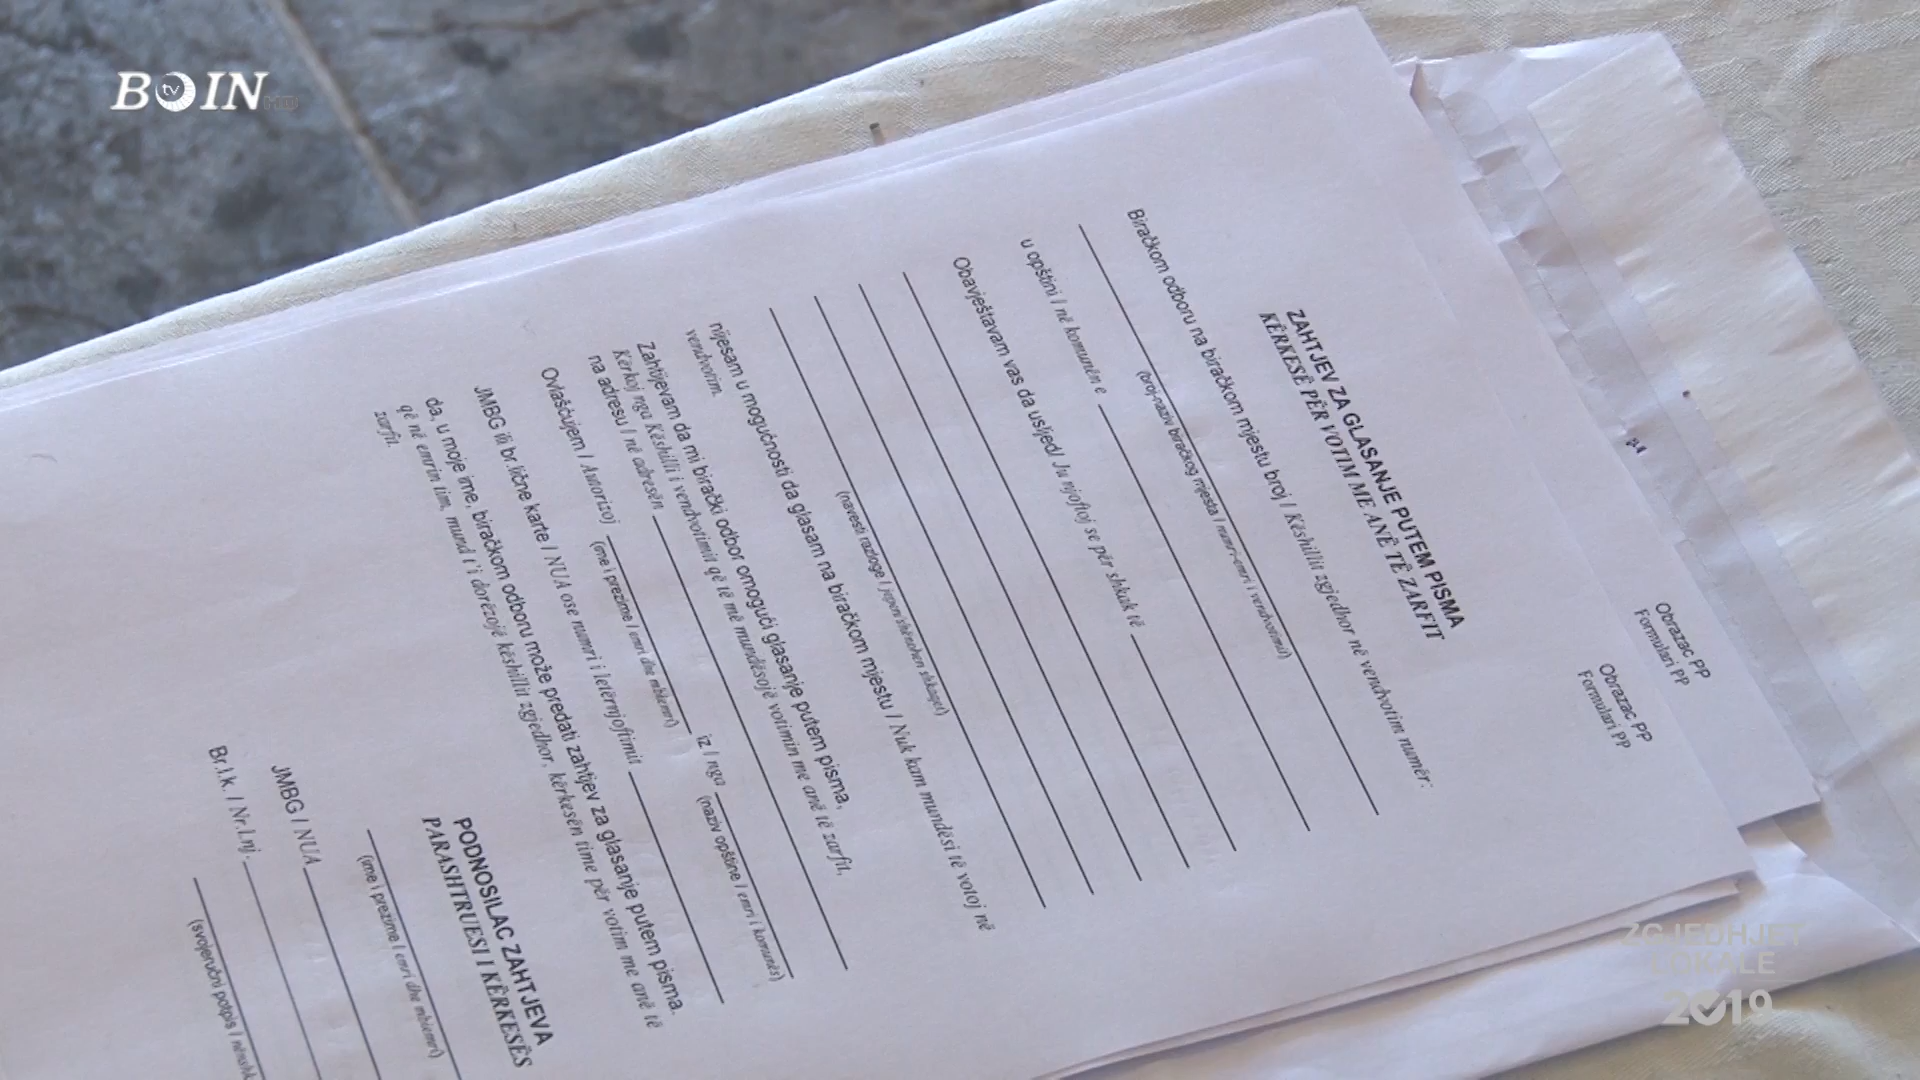 BOIN
tv
HD
Obrazac PP
Formulari PP
Obrazac PP
Formulari PP
ZAHTJEV ZA GLASANJE PUTEM PISMA
KËRKESË PËR VOTIM ME ANË TË ZARFIT
Biračkom odboru na biračkom mjestu broj / Këshillit zgjedhor në vendvotim numër:
(broj-naziv biračkog mjesta / numri-emri i vendvotimit)
u opštini / në komunën e
Obavještavam vas da usljed/ Ju njoftoj se për shkak të
(navesti razloge / jepen/shënohen shkaqet)
nijesam u mogućnosti da glasam na biračkom mjestu / Nuk kam mundësi të votoj në
vendvotim.
Zahtijevam da mi birački odbor omogući glasanje putem pisma,
Kërkoj nga Këshilli i vendvotimit që të më mundësojë votimin me anë të zarfit,
na adresu / në adresën
Ovlašćujem / Autorizoj
iz / nga
(ime i prezime / emri dhe mbiemri)
(naziv opštine / emri i komunës)
JMBG ili br.lične karte / NUA ose numri i letërnjoftimit
da, u moje ime, biračkom odboru može predati zahtjev za glasanje putem pisma.
që në emrin tim, mund t'i dorëzojë këshillit zgjedhor, kërkesën time për votim me anë të
zarfit.
PODNOSILAC ZAHTJEVA
PARASHTRUESI I KËRKESËS
(ime i prezime / emri dhe mbiemri)
JMBG / NUA
Br.l.k. / Nr.l.nj.
(svojeručni potpis /
ZGJEDHJET
LOKALE
2019